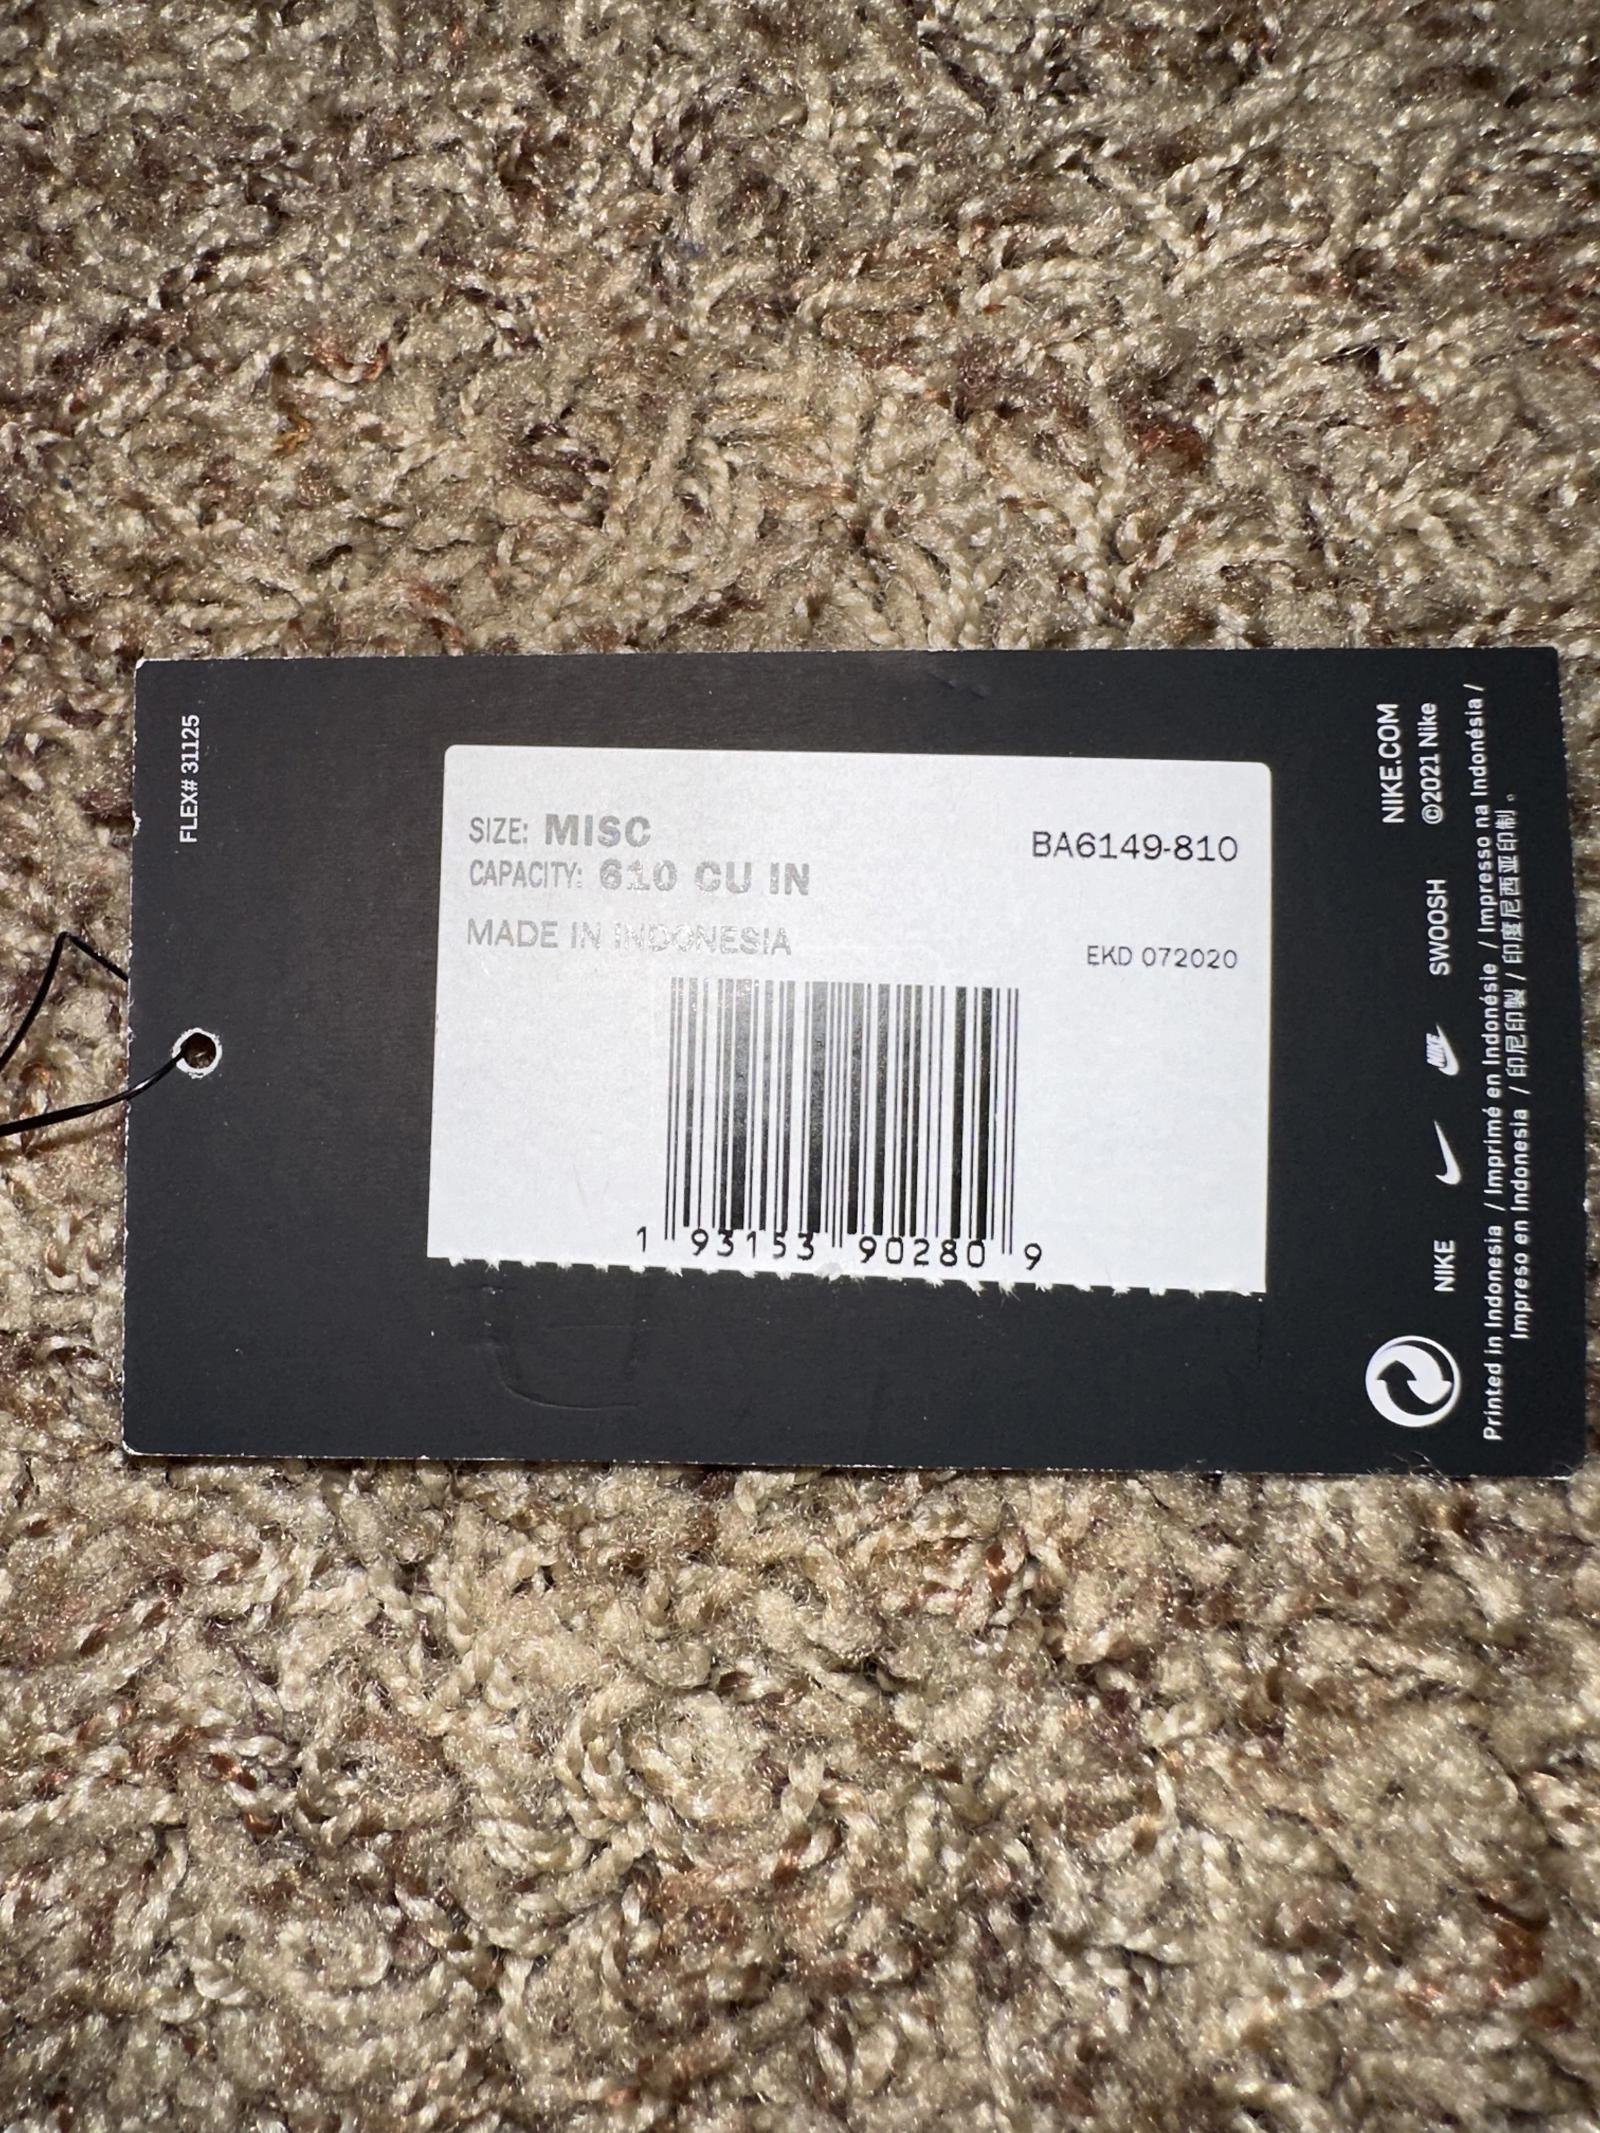 FLEX# 31125
SIZE: MISC
CAPACITY: 610 CU IN
MADE IN INDONESIA
BA6149-810
EKD 072020
1 93153 90280 9
NIKE.COM
©2021 Nike
NIKE NIKE SWOOSH
Printed in Indonesia / Imprimé en Indonésie / Impresso na Indonésia /
Impreso en Indonesia / 印尼印製 / 印度尼西亚印制。